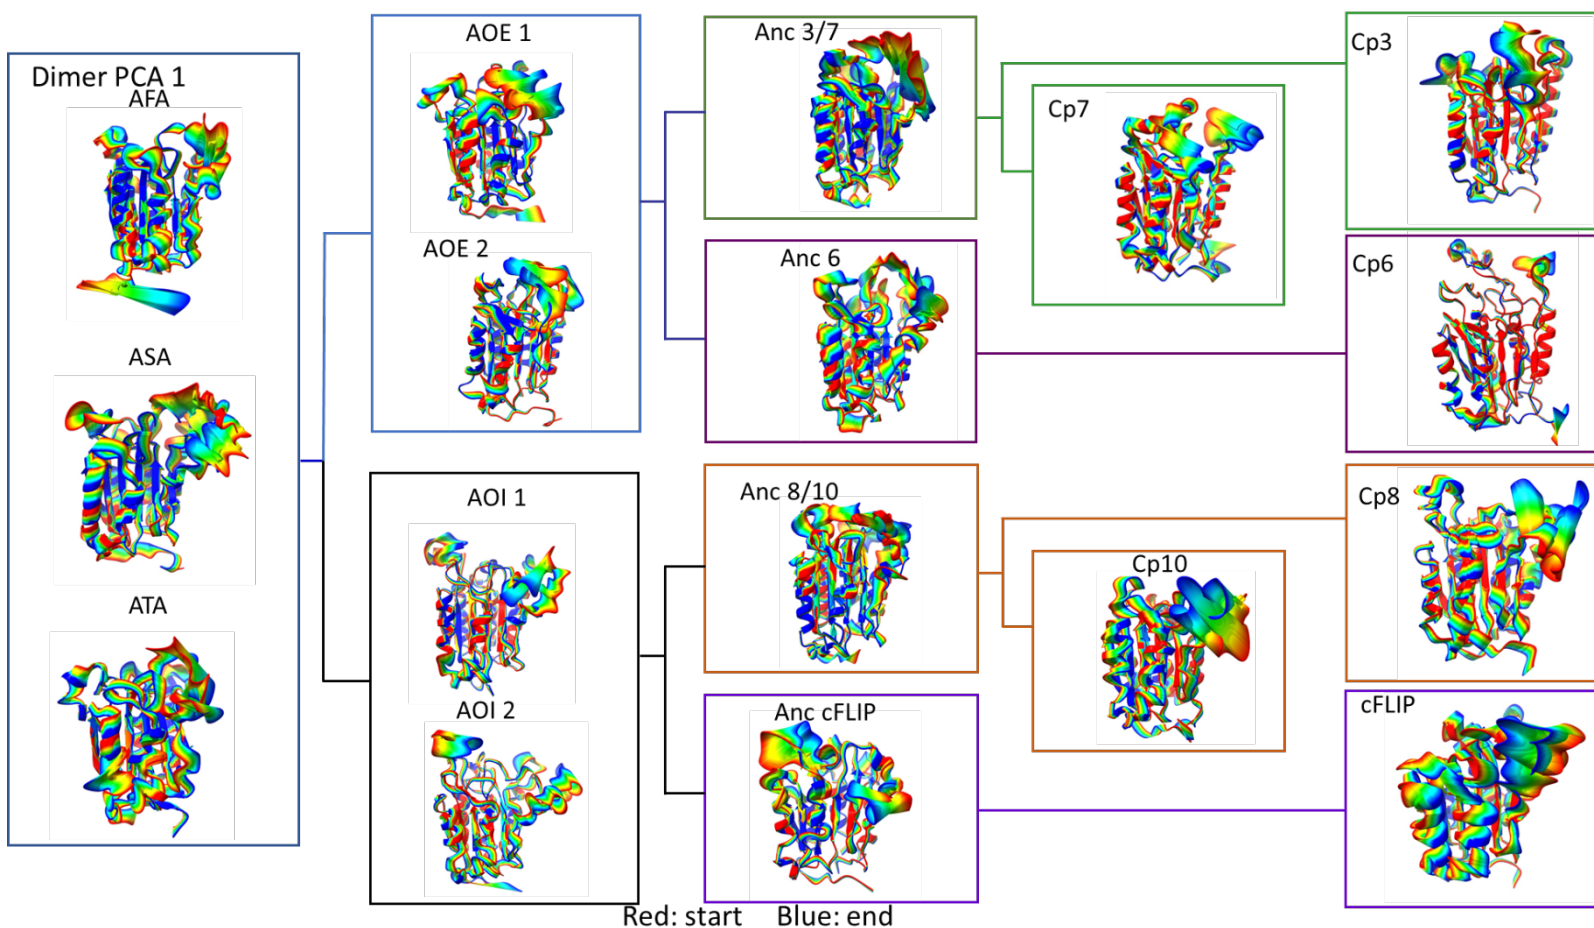 Dimer PCA 1
AFA
ASA
ATA
AOE 1
AOE 2
AOI 1
AOI 2
Anc 3/7
Anc 6
Anc 8/10
Anc cFLIP
Cp7
Cp10
Cp3
Cp6
Cp8
cFLIP
Red: start Blue: end